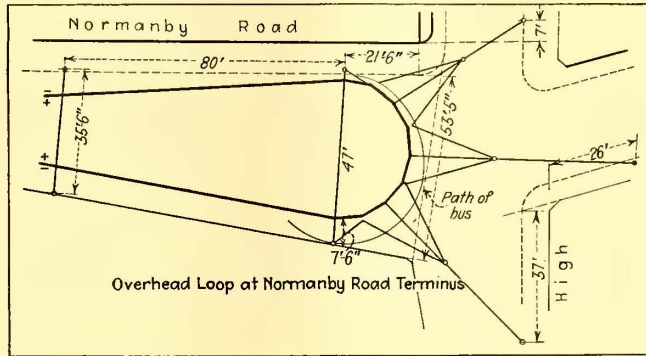 Normanby Road
7'
80'
21'6"
35'6"
47'
53'5"
26'
Path of
bus
7'-6"
37'
High
Overhead Loop at Normanby Road Terminus